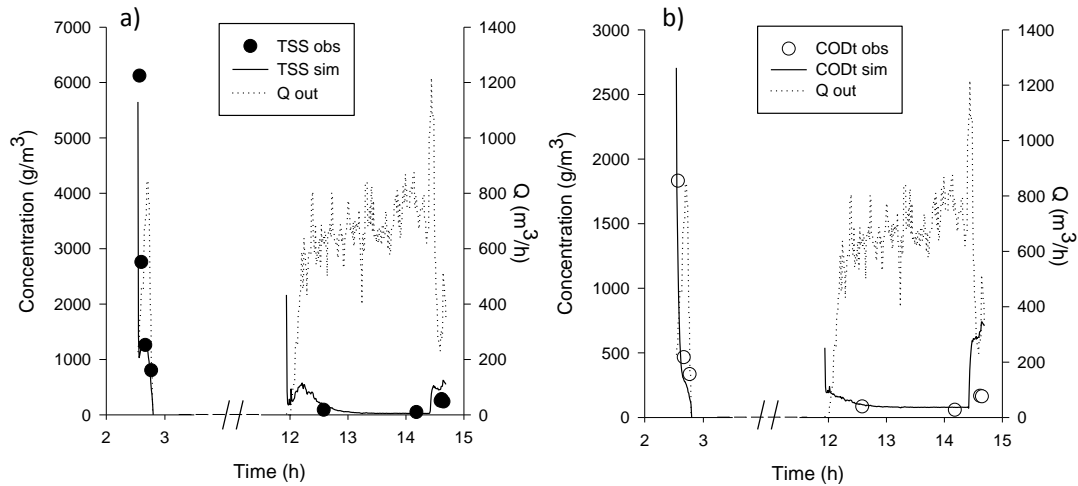 a)
TSS obs
TSS sim
Q out
7000
6000
5000
4000
3000
2000
1000
0
Concentration (g/m3)
1400
1200
1000
800
600
400
200
0
Q (m3/h)
2 3 12 13 14 15
Time (h)
b)
CODt obs
CODt sim
Q out
3000
2500
2000
1500
1000
500
0
Concentration (g/m3)
1400
1200
1000
800
600
400
200
0
Q (m3/h)
2 3 12 13 14 15
Time (h)